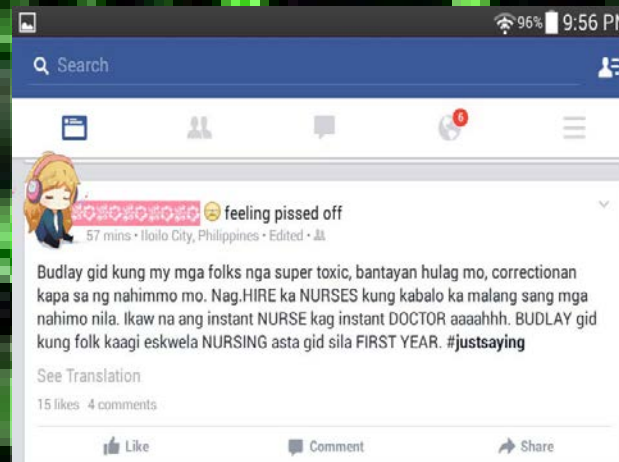 96% 9:56 PM
Search
6
feeling pissed off
57 mins • Iloilo City, Philippines • Edited •
Budlay gid kung my mga folks nga super toxic, bantayan hulag mo, correctionan
kapa sa ng nahimmo mo. Nag.HIRE ka NURSES kung kabalo ka malang sang mga
nahimo nila. Ikaw na ang instant NURSE kag instant DOCTOR aaaahhh. BUDLAY gid
kung folk kaagi eskwela NURSING asta gid sila FIRST YEAR. #justsaying
See Translation
15 likes 4 comments
Like Comment Share